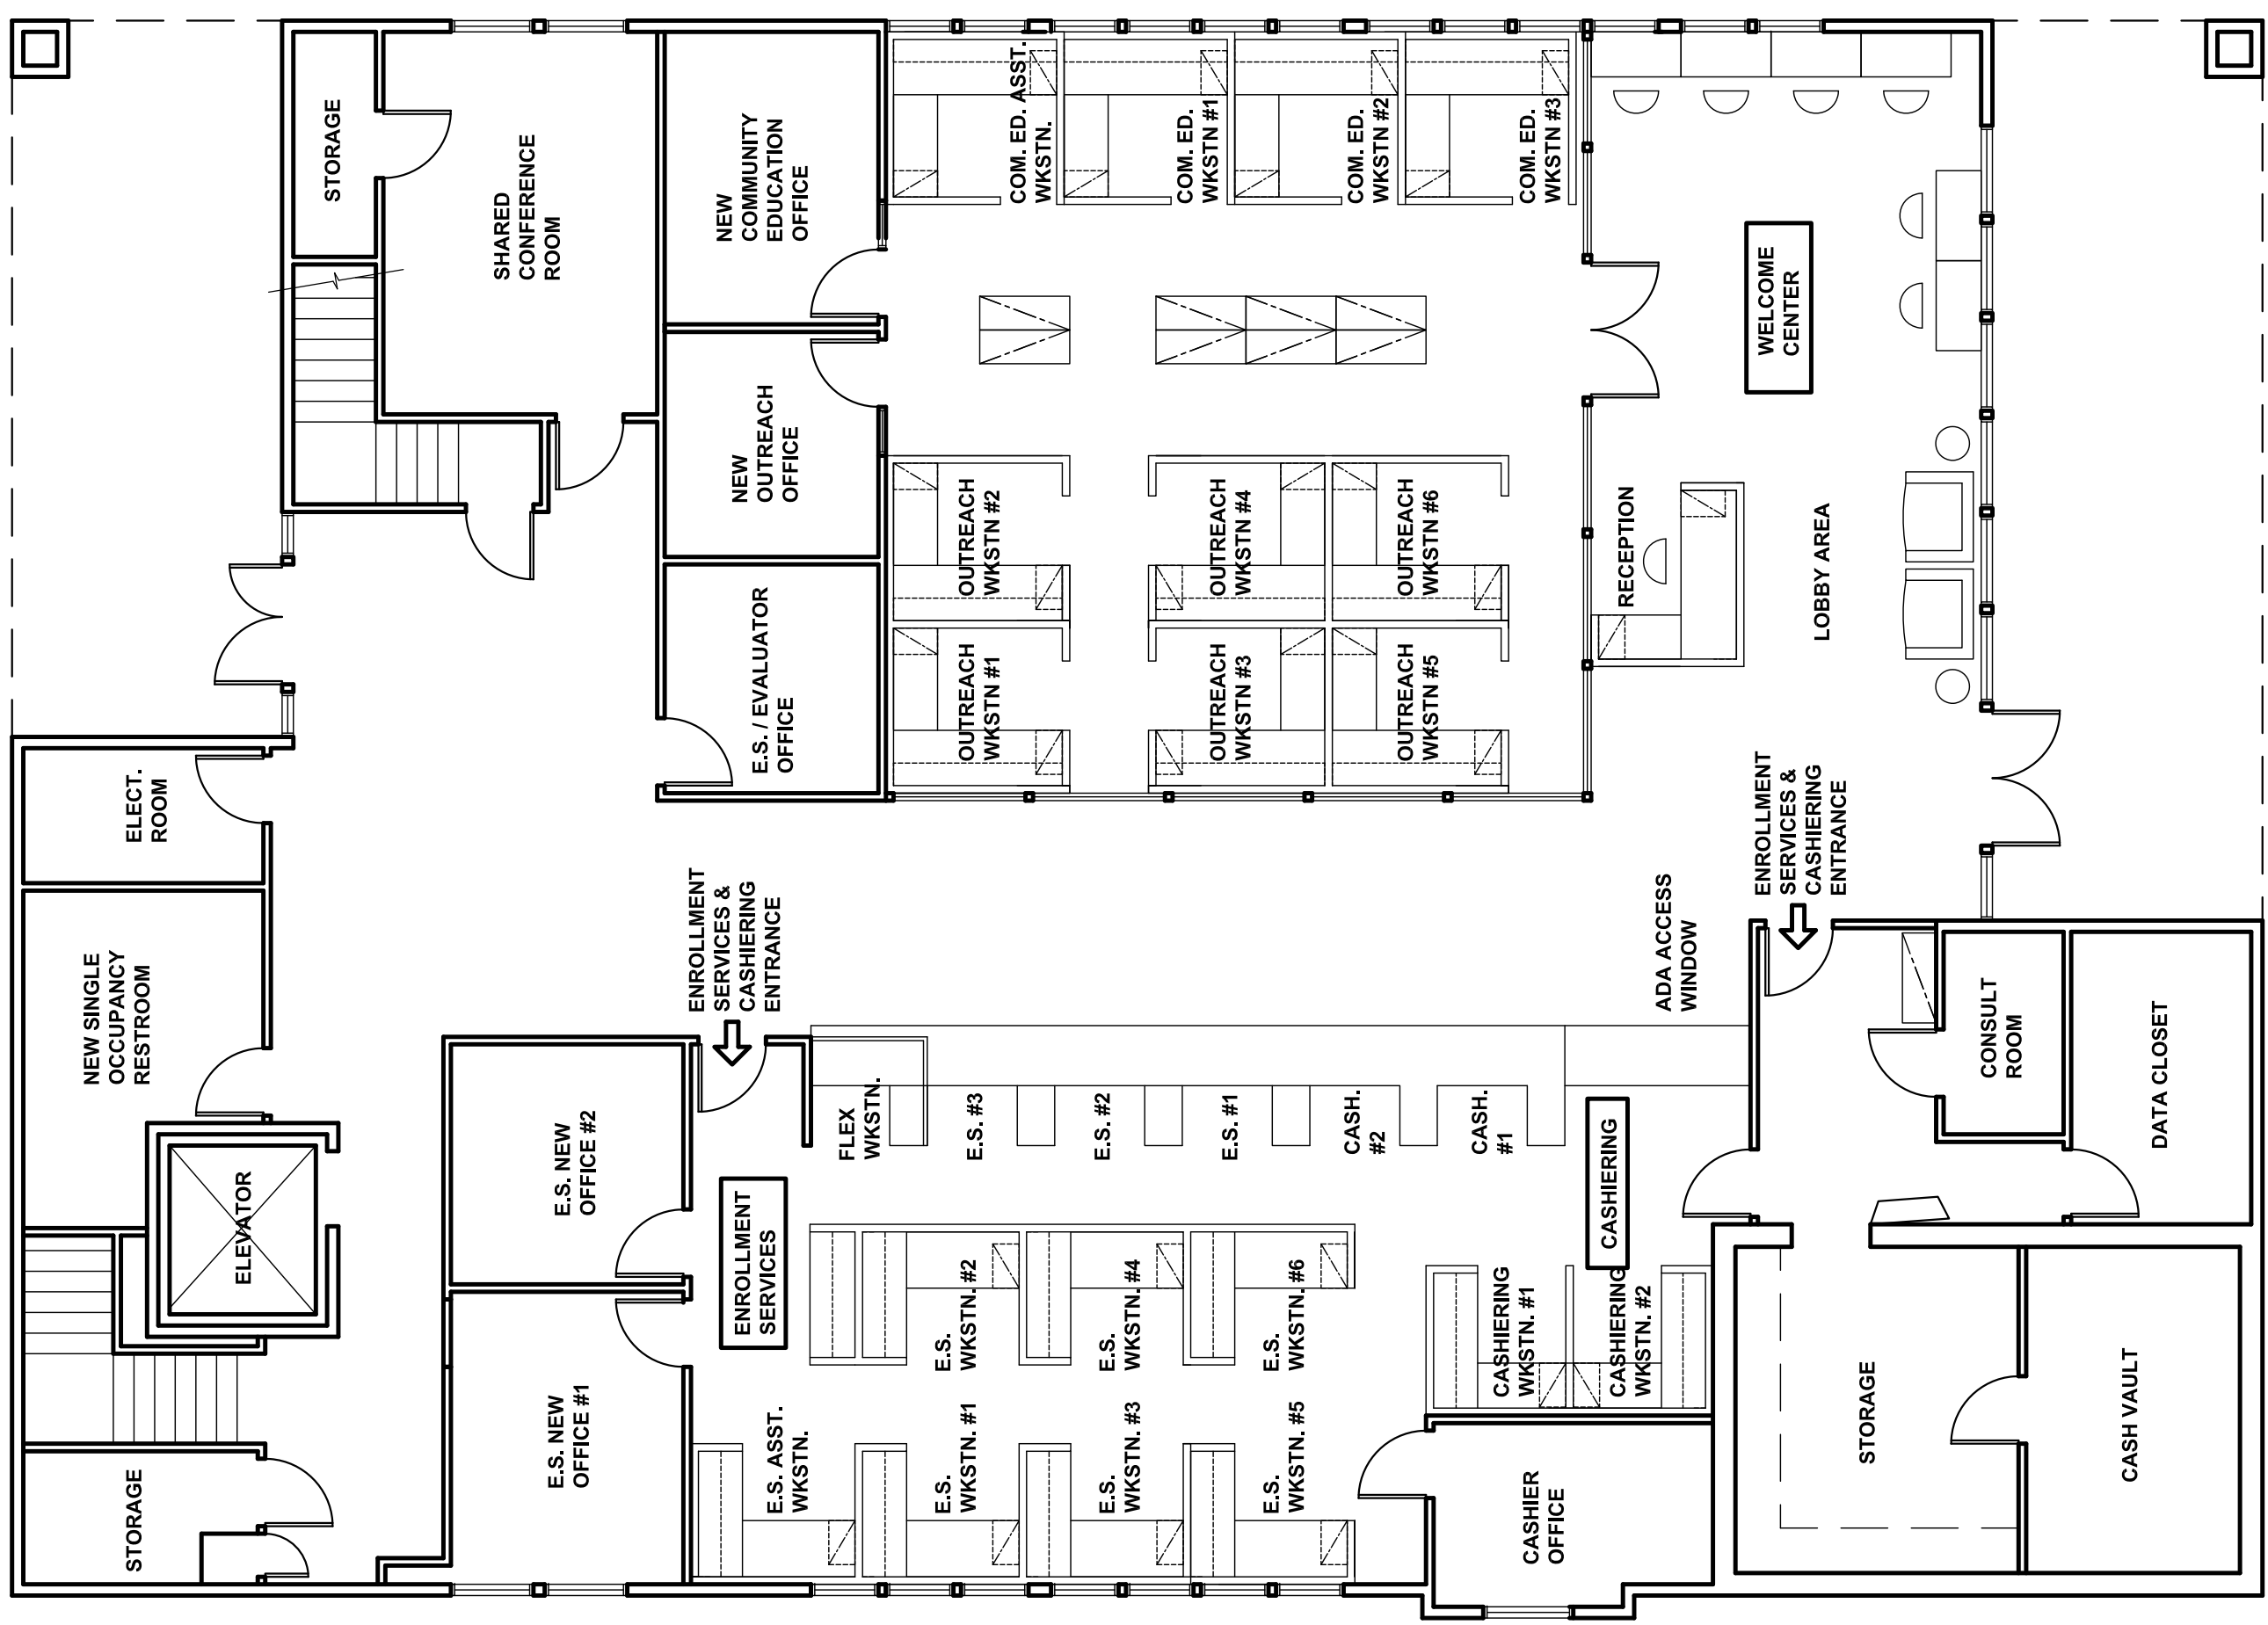 STORAGE
SHARED
CONFERENCE
ROOM
NEW
COMMUNITY
EDUCATION
OFFICE
COM. ED. ASST.
WKSTN.
COM. ED.
WKSTN #1
COM. ED.
WKSTN #2
COM. ED.
WKSTN #3
WELCOME
CENTER
NEW
OUTREACH
OFFICE
OUTREACH
WKSTN #2
OUTREACH
WKSTN #4
OUTREACH
WKSTN #6
RECEPTION
LOBBY AREA
E.S. / EVALUATOR
OFFICE
OUTREACH
WKSTN #1
OUTREACH
WKSTN #3
OUTREACH
WKSTN #5
ELECT.
ROOM
ENROLLMENT
SERVICES &
CASHIERING
ENTRANCE
ENROLLMENT
SERVICES &
CASHIERING
ENTRANCE
ADA ACCESS
WINDOW
NEW SINGLE
OCCUPANCY
RESTROOM
CONSULT
ROOM
DATA CLOSET
E.S. NEW
OFFICE #2
FLEX
WKSTN.
E.S. #3
E.S. #2
E.S. #1
CASH.
#2
CASH.
#1
CASHIERING
ELEVATOR
ENROLLMENT
SERVICES
E.S.
WKSTN. #2
E.S.
WKSTN. #4
E.S.
WKSTN. #6
CASHIERING
WKSTN. #1
CASHIERING
WKSTN. #2
STORAGE
CASH VAULT
E.S. NEW
OFFICE #1
E.S. ASST.
WKSTN.
E.S.
WKSTN. #1
E.S.
WKSTN. #3
E.S.
WKSTN. #5
CASHIER
OFFICE
STORAGE